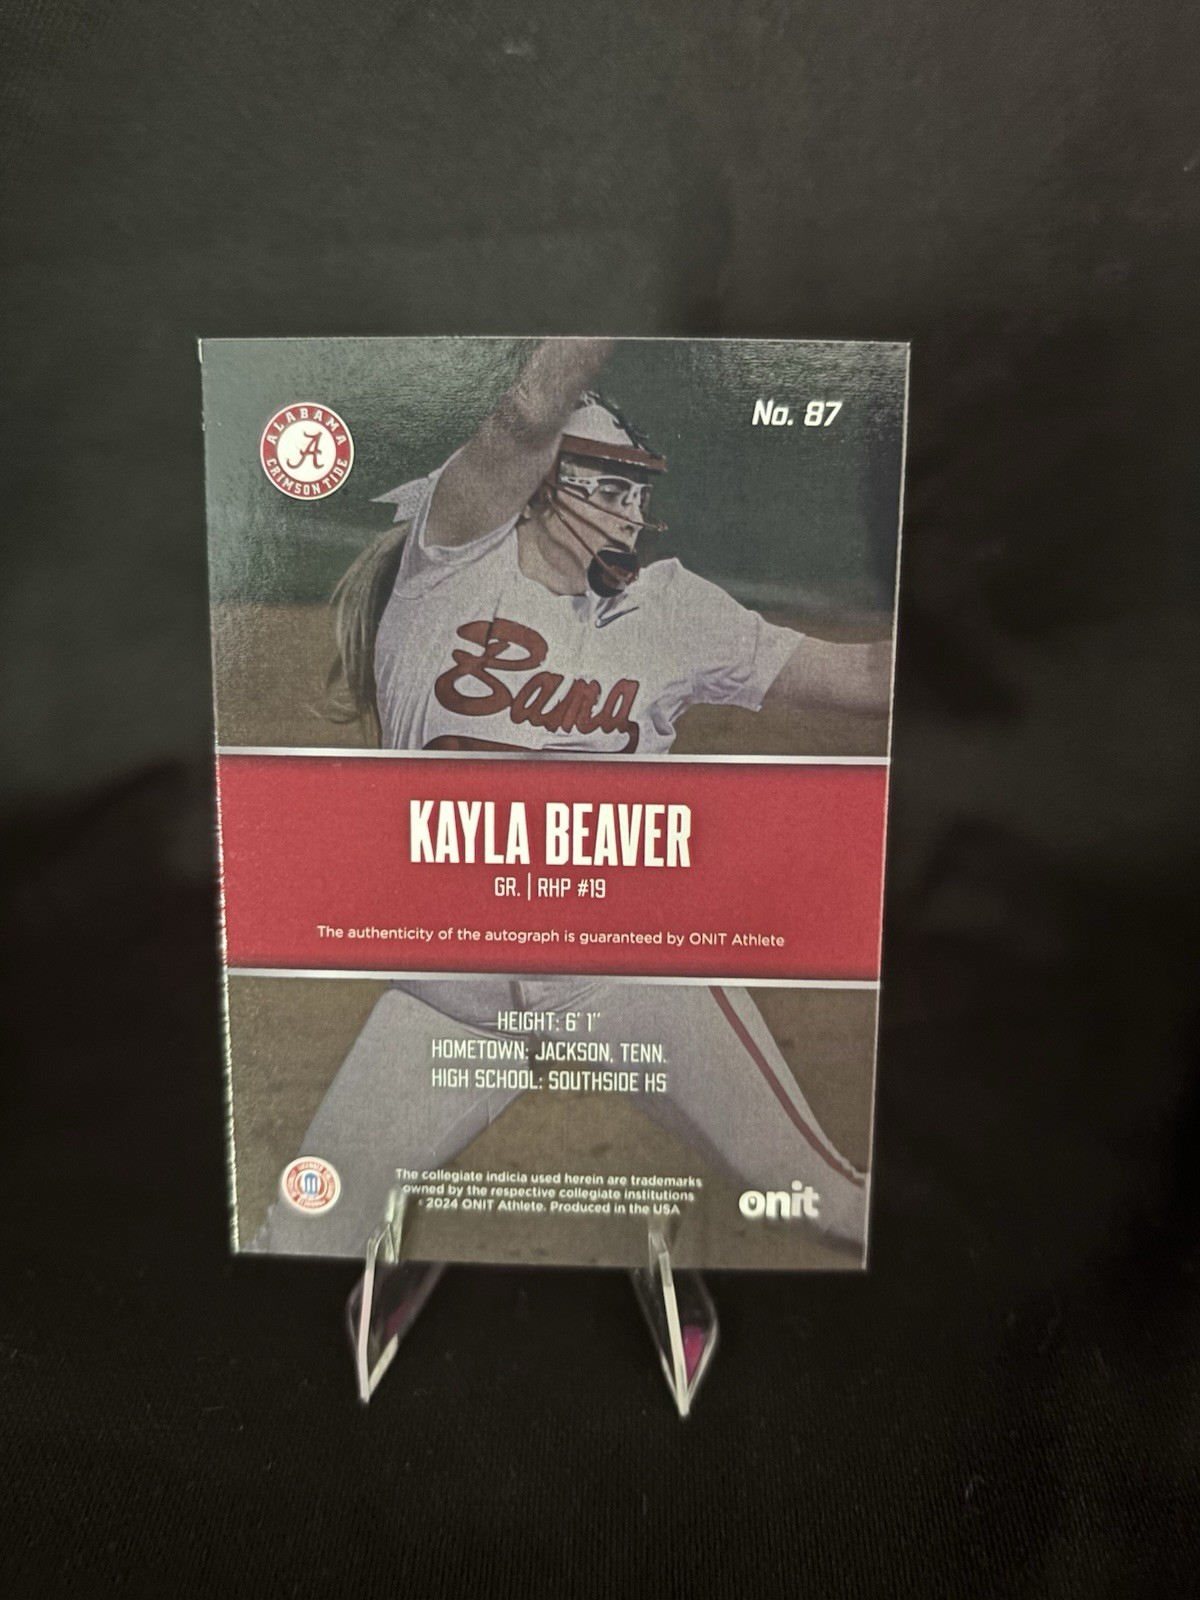 ALABAMA
A
CRIMSON TIDE
No. 87
Bama
KAYLA BEAVER
GR. | RHP #19
The authenticity of the autograph is guaranteed by ONIT Athlete
HEIGHT: 6' 1"
HOMETOWN: JACKSON, TENN.
HIGH SCHOOL: SOUTHSIDE HS
The collegiate indicia used herein are trademarks
owned by the respective collegiate institutions
2024 ONIT Athlete. Produced in the USA
onit